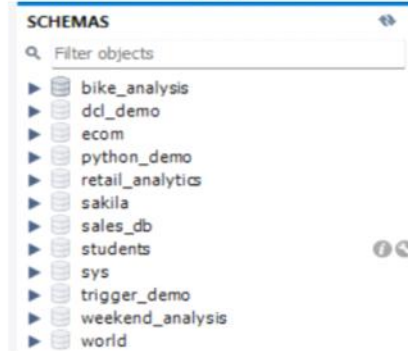 SCHEMAS
Filter objects
bike_analysis
dcl_demo
ecom
python_demo
retail_analytics
sakila
sales_db
students
sys
trigger_demo
weekend_analysis
world